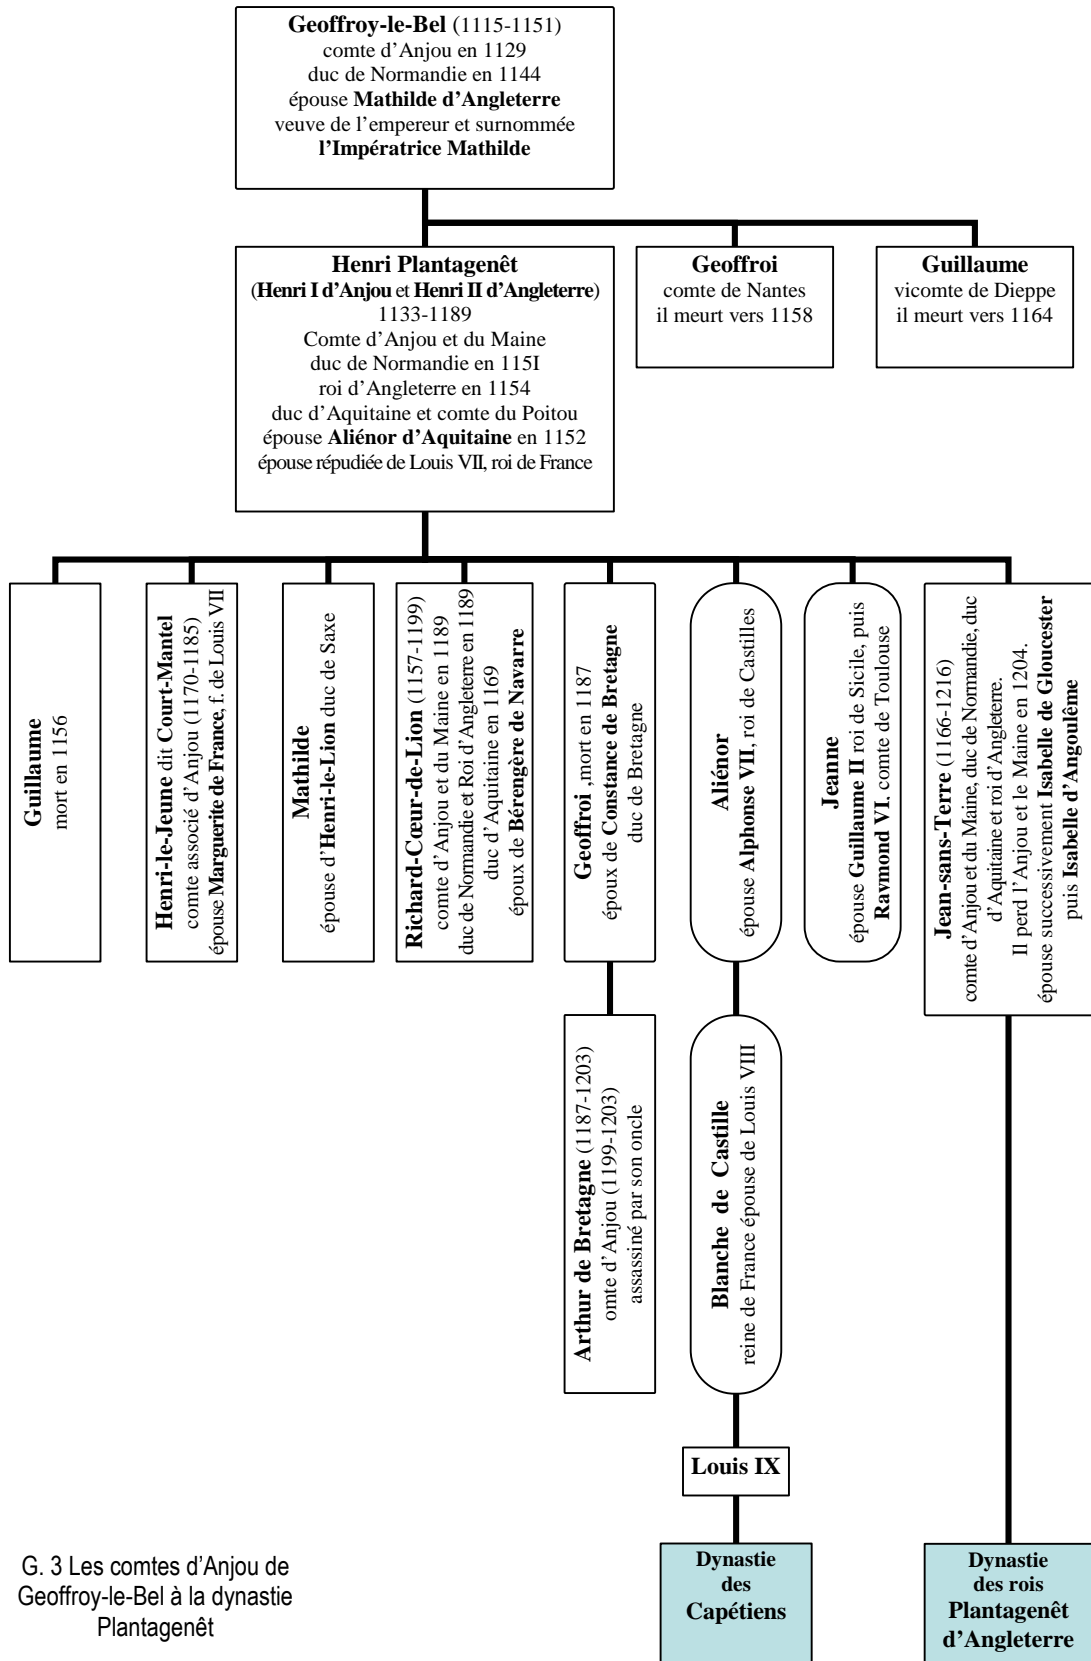 Geoffroy-le-Bel (1115-1151)
comte d'Anjou en 1129
duc de Normandie en 1144
épouse Mathilde d'Angleterre
veuve de l'empereur et surnommée
l'Impératrice Mathilde
Henri Plantagenêt
(Henri I d'Anjou et Henri II d'Angleterre)
1133-1189
Comte d'Anjou et du Maine
duc de Normandie en 115I
roi d'Angleterre en 1154
duc d'Aquitaine et comte du Poitou
épouse Aliénor d'Aquitaine en 1152
épouse répudiée de Louis VII, roi de France
Geoffroi
comte de Nantes
il meurt vers 1158
Guillaume
vicomte de Dieppe
il meurt vers 1164
Guillaume
mort en 1156
Henri-le-Jeune dit Court-Mantel
comte associé d'Anjou (1170-1185)
épouse Marguerite de France, f. de Louis VII
Mathilde
épouse d'Henri-le-Lion duc de Saxe
Richard-Cœur-de-Lion (1157-1199)
comte d'Anjou et du Maine en 1189
duc de Normandie et Roi d'Angleterre en 1189
duc d'Aquitaine en 1169
époux de Bérengère de Navarre
Geoffroi ,mort en 1187
époux de Constance de Bretagne
duc de Bretagne
Aliénor
épouse Alphonse VII, roi de Castilles
Jeanne
épouse Guillaume II roi de Sicile, puis
Raymond VI, comte de Toulouse
Jean-sans-Terre (1166-1216)
comte d'Anjou et du Maine, duc de Normandie, duc
d'Aquitaine et roi d'Angleterre.
Il perd l'Anjou et le Maine en 1204.
épouse successivement Isabelle de Gloucester
puis Isabelle d'Angoulême
Arthur de Bretagne (1187-1203)
omte d'Anjou (1199-1203)
assassiné par son oncle
Blanche de Castille
reine de France épouse de Louis VIII
Louis IX
Dynastie
des
Capétiens
Dynastie
des rois
Plantagenêt
d'Angleterre
G. 3 Les comtes d'Anjou de
Geoffroy-le-Bel à la dynastie
Plantagenêt